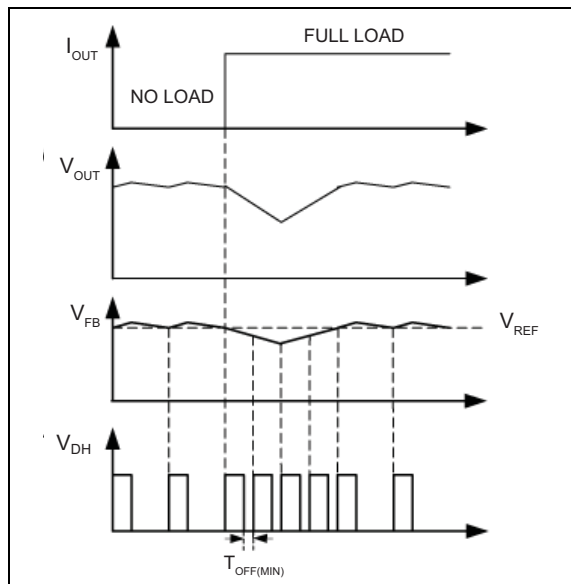 I_OUT
FULL LOAD
NO LOAD
V_OUT
V_FB
V_REF
V_DH
T_OFF(MIN)